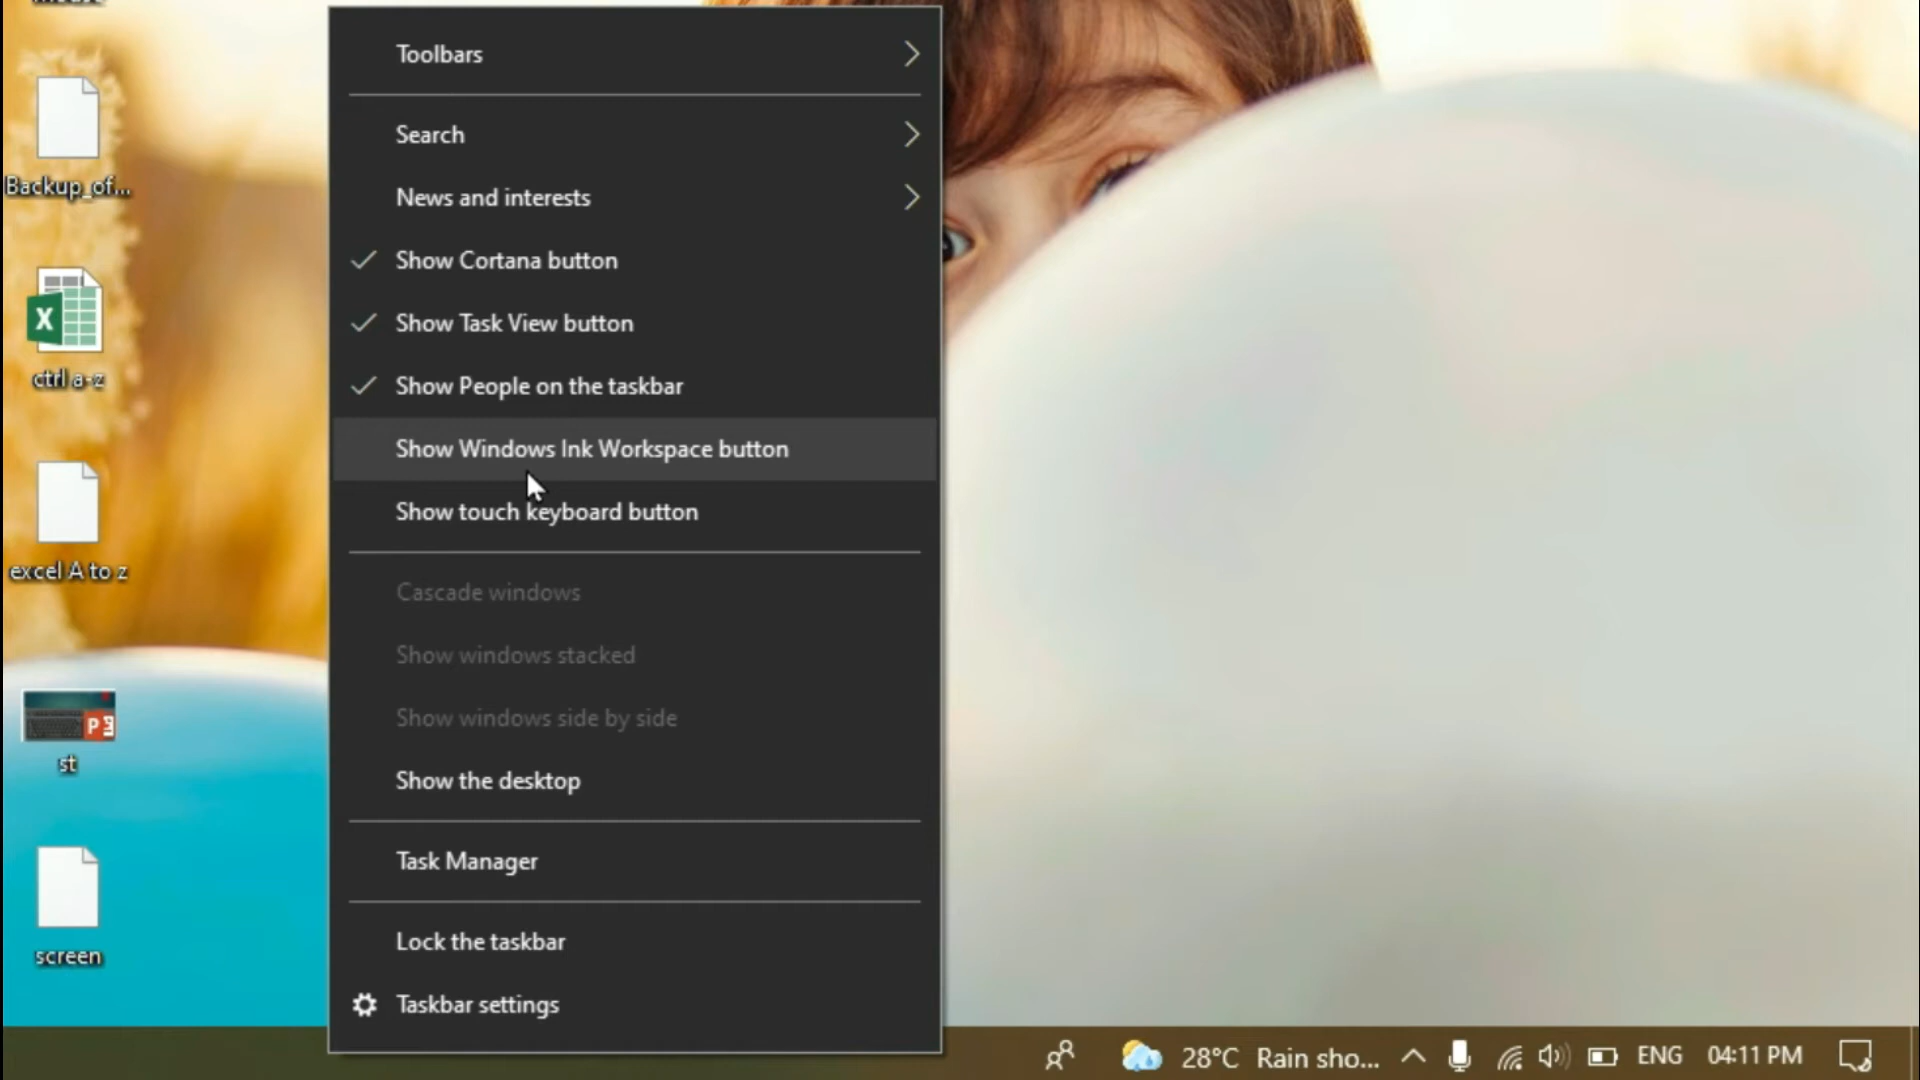 Toolbars
Search
News and interests
Show Cortana button
Show Task View button
Show People on the taskbar
Show Windows Ink Workspace button
Show touch keyboard button
Cascade windows
Show windows stacked
Show windows side by side
Show the desktop
Task Manager
Lock the taskbar
Taskbar settings
Backup_of...
X
ctrl a-z
excel A to z
P
st
screen
28°C Rain sho... ENG 04:11 PM